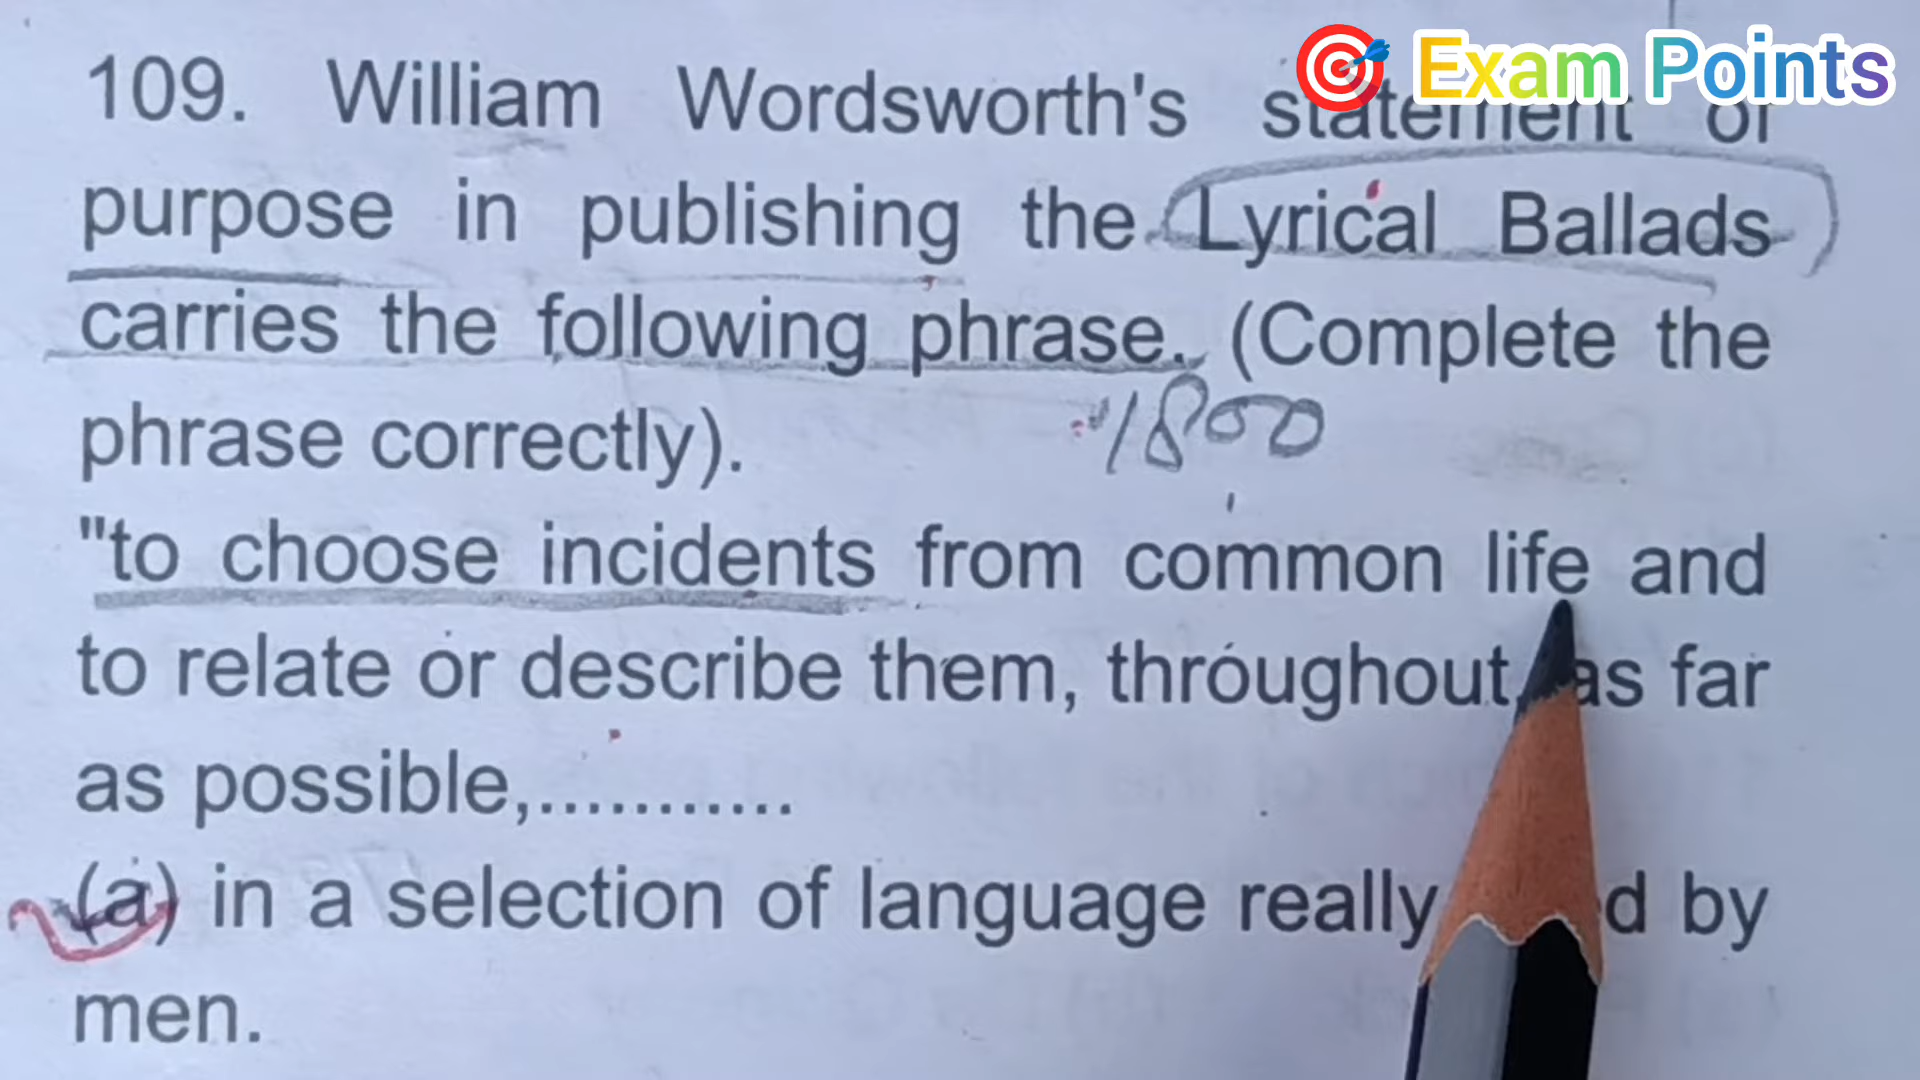 Exam Points
109. William Wordsworth's statement of
purpose in publishing the Lyrical Ballads
carries the following phrase. (Complete the
phrase correctly).
1800
"to choose incidents from common life and
to relate or describe them, throughout, as far
as possible,...........
(a) in a selection of language really by
men.